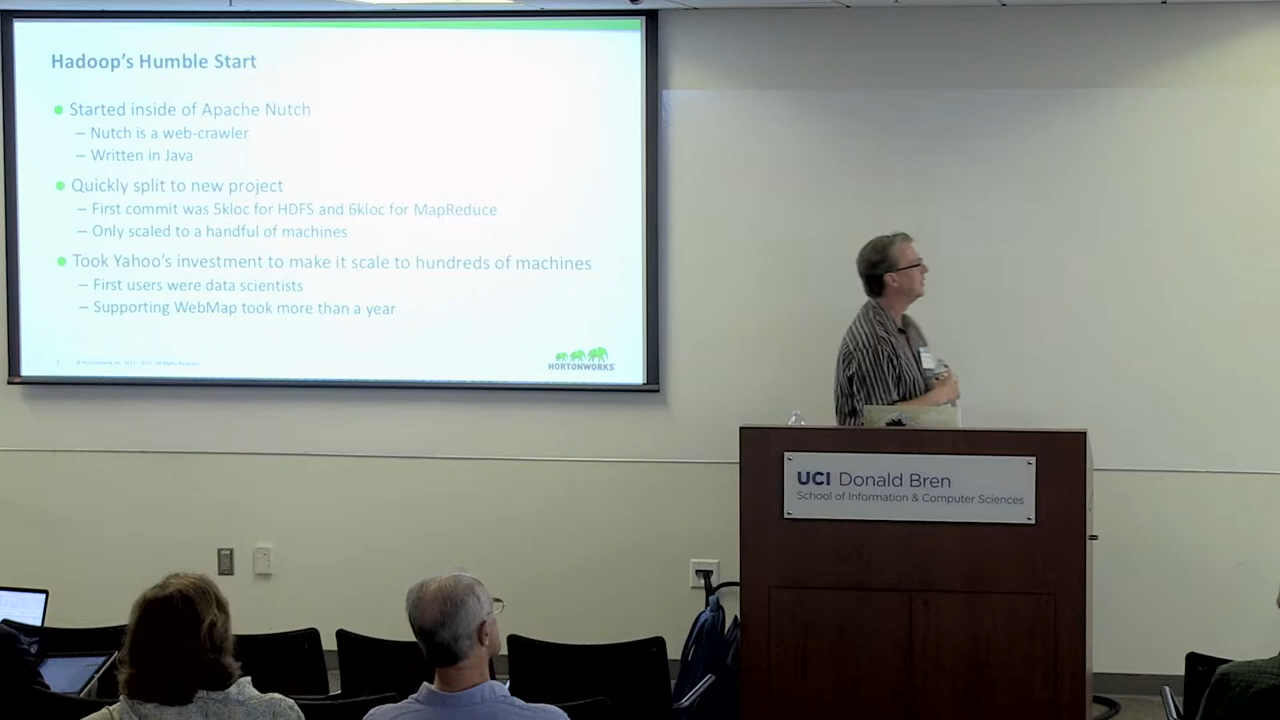 Hadoop's Humble Start
Started inside of Apache Nutch
– Nutch is a web-crawler
– Written in Java
Quickly split to new project
– First commit was 5kloc for HDFS and 6kloc for MapReduce
– Only scaled to a handful of machines
Took Yahoo's investment to make it scale to hundreds of machines
– First users were data scientists
– Supporting WebMap took more than a year
HORTONWORKS
UCI Donald Bren
School of Information & Computer Sciences